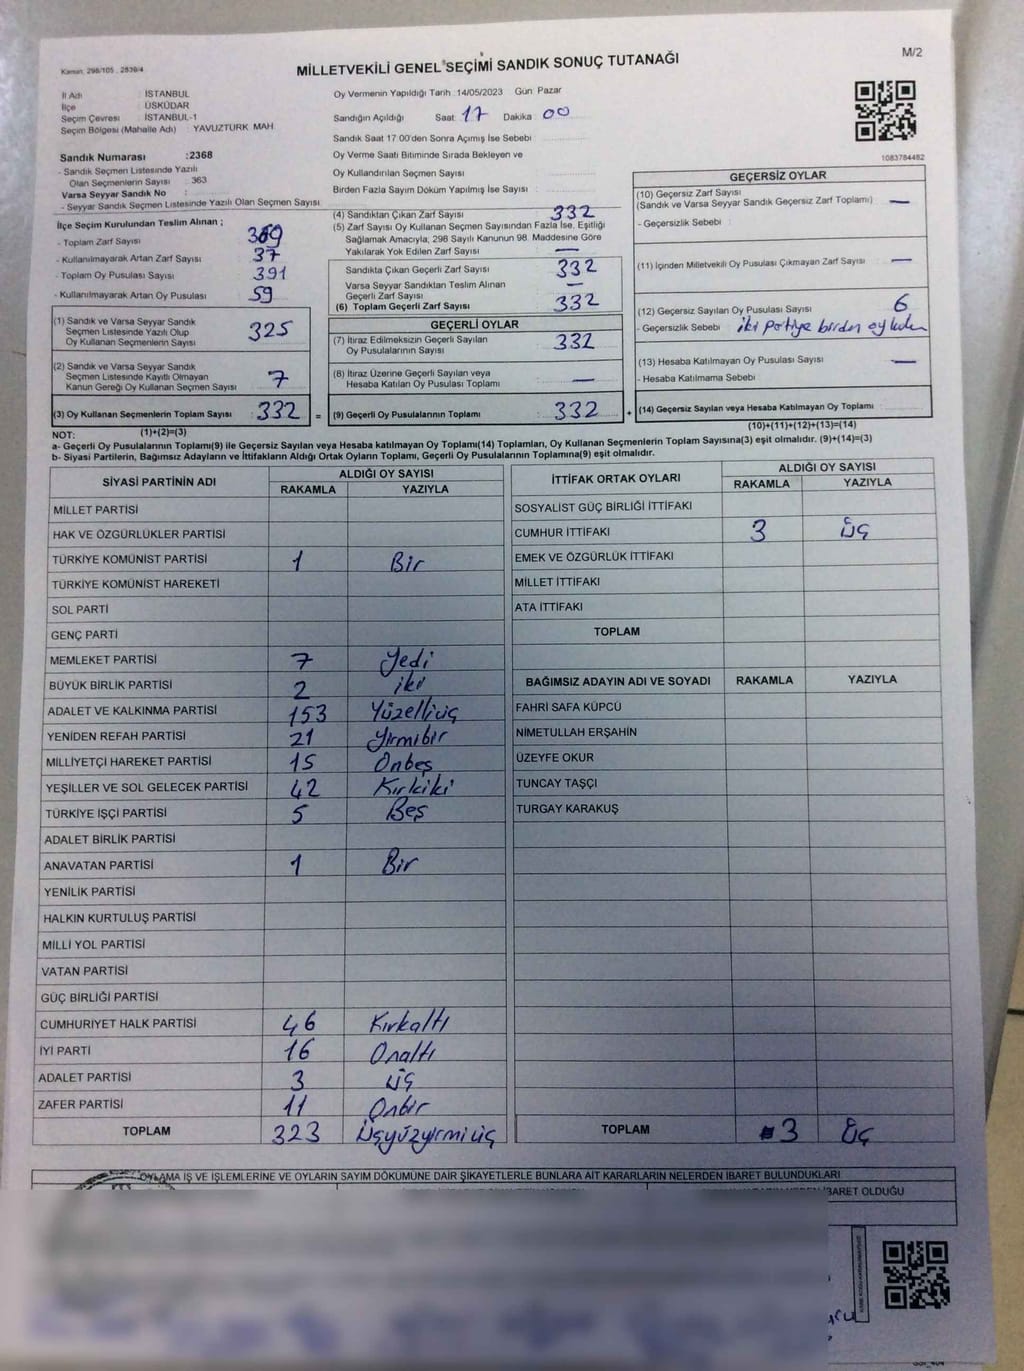 Kanun: 298/105, 2839/4
MİLLETVEKİLİ GENEL SEÇİMİ SANDIK SONUÇ TUTANAĞI
M/2
İl Adı : İSTANBUL
İlçe : ÜSKÜDAR
Seçim Çevresi : İSTANBUL-1
Seçim Bölgesi (Mahalle Adı) : YAVUZTÜRK MAH.
Sandık Numarası :2368
- Sandık Seçmen Listesinde Yazılı
Olan Seçmenlerin Sayısı : 363
Varsa Seyyar Sandık No :
- Seyyar Sandık Seçmen Listesinde Yazılı Olan Seçmen Sayısı
Oy Vermenin Yapıldığı Tarih :14/05/2023 Gün: Pazar
Sandığın Açıldığı Saat: 17 Dakika: 00
Sandık Saat 17.00'den Sonra Açılmış İse Sebebi :
Oy Verme Saati Bitiminde Sırada Bekleyen ve
Oy Kullandırılan Seçmen Sayısı :
Birden Fazla Sayım Döküm Yapılmış İse Sayısı :
1083784482
İlçe Seçim Kurulundan Teslim Alınan ;
- Toplam Zarf Sayısı : 369
- Kullanılmayarak Artan Zarf Sayısı : 37
- Toplam Oy Pusulası Sayısı : 391
- Kullanılmayarak Artan Oy Pusulası : 59
(1) Sandık ve Varsa Seyyar Sandık
Seçmen Listesinde Yazılı Olup
Oy Kullanan Seçmenlerin Sayısı : 325
(2) Sandık ve Varsa Seyyar Sandık
Seçmen Listesinde Kayıtlı Olmayan
Kanun Gereği Oy Kullanan Seçmen Sayısı : 7
(3) Oy Kullanan Seçmenlerin Toplam Sayısı : 332 =
(1)+(2)=(3)
(4) Sandıktan Çıkan Zarf Sayısı : 332
(5) Zarf Sayısı Oy Kullanan Seçmen Sayısından Fazla İse, Eşitliği
Sağlamak Amacıyla; 298 Sayılı Kanunun 98. Maddesine Göre
Yakılarak Yok Edilen Zarf Sayısı : —
Sandıkta Çıkan Geçerli Zarf Sayısı : 332
Varsa Seyyar Sandıktan Teslim Alınan
Geçerli Zarf Sayısı : —
(6) Toplam Geçerli Zarf Sayısı : 332
GEÇERLİ OYLAR
(7) İtiraz Edilmeksizin Geçerli Sayılan
Oy Pusulalarının Sayısı : 332
(8) İtiraz Üzerine Geçerli Sayılan veya
Hesaba Katılan Oy Pusulası Toplamı : —
(9) Geçerli Oy Pusulalarının Toplamı : 332 +
GEÇERSİZ OYLAR
(10) Geçersiz Zarf Sayısı
(Sandık ve Varsa Seyyar Sandık Geçersiz Zarf Toplamı) : —
- Geçersizlik Sebebi :
(11) İçinden Milletvekili Oy Pusulası Çıkmayan Zarf Sayısı : —
(12) Geçersiz Sayılan Oy Pusulası Sayısı : 6
- Geçersizlik Sebebi : iki partiye birden oy
(13) Hesaba Katılmayan Oy Pusulası Sayısı : —
- Hesaba Katılmama Sebebi :
(14) Geçersiz Sayılan veya Hesaba Katılmayan Oy Toplamı :
(10)+(11)+(12)+(13)=(14)
NOT:
a- Geçerli Oy Pusulaları Toplamı(9) ile Geçersiz Sayılan veya Hesaba katılmayan Oy Toplamı(14) Toplamları, Oy Kullanan Seçmenlerin Toplam Sayısına(3) eşit olmalıdır. (9)+(14)=(3)
b- Siyasi Partilerin, Bağımsız Adayların ve İttifakların Aldığı Ortak Oyların Toplamı, Geçerli Oy Pusulalarının Toplamına(9) eşit olmalıdır.
SİYASİ PARTİNİN ADI ALDIĞI OY SAYISI
RAKAMLA YAZIYLA
MİLLET PARTİSİ
HAK VE ÖZGÜRLÜKLER PARTİSİ
TÜRKİYE KOMÜNİST PARTİSİ 1 Bir
TÜRKİYE KOMÜNİST HAREKETİ
SOL PARTİ
GENÇ PARTİ
MEMLEKET PARTİSİ 7 Yedi
BÜYÜK BİRLİK PARTİSİ 2 iki
ADALET VE KALKINMA PARTİSİ 153 Yüzelliüç
YENİDEN REFAH PARTİSİ 21 Yirmibir
MİLLİYETÇİ HAREKET PARTİSİ 15 Onbeş
YEŞİLLER VE SOL GELECEK PARTİSİ 42 Kırkiki
TÜRKİYE İŞÇİ PARTİSİ 5 Beş
ADALET BİRLİK PARTİSİ
ANAVATAN PARTİSİ 1 Bir
YENİLİK PARTİSİ
HALKIN KURTULUŞ PARTİSİ
MİLLİ YOL PARTİSİ
VATAN PARTİSİ
GÜÇ BİRLİĞİ PARTİSİ
CUMHURİYET HALK PARTİSİ 46 Kırkaltı
İYİ PARTİ 16 Onaltı
ADALET PARTİSİ 3 üç
ZAFER PARTİSİ 11 Onbir
TOPLAM 323 Üçyüzyirmiüç
İTTİFAK ORTAK OYLARI ALDIĞI OY SAYISI
RAKAMLA YAZIYLA
SOSYALİST GÜÇ BİRLİĞİ İTTİFAKI
CUMHUR İTTİFAKI 3 Üç
EMEK VE ÖZGÜRLÜK İTTİFAKI
MİLLET İTTİFAKI
ATA İTTİFAKI
TOPLAM
BAĞIMSIZ ADAYIN ADI VE SOYADI RAKAMLA YAZIYLA
FAHRİ SAFA KÜPCÜ
NİMETULLAH ERŞAHİN
ÜZEYFE OKUR
TUNCAY TAŞÇI
TURGAY KARAKUŞ
TOPLAM 3 Üç
OYLAMA İŞ VE İŞLEMLERİNE VE OYLARIN SAYIM DÖKÜMÜNE DAİR ŞİKAYETLERLE BUNLARA AİT KARARLARIN NELERDEN İBARET BULUNDUKLARI
İBARET OLDUĞU